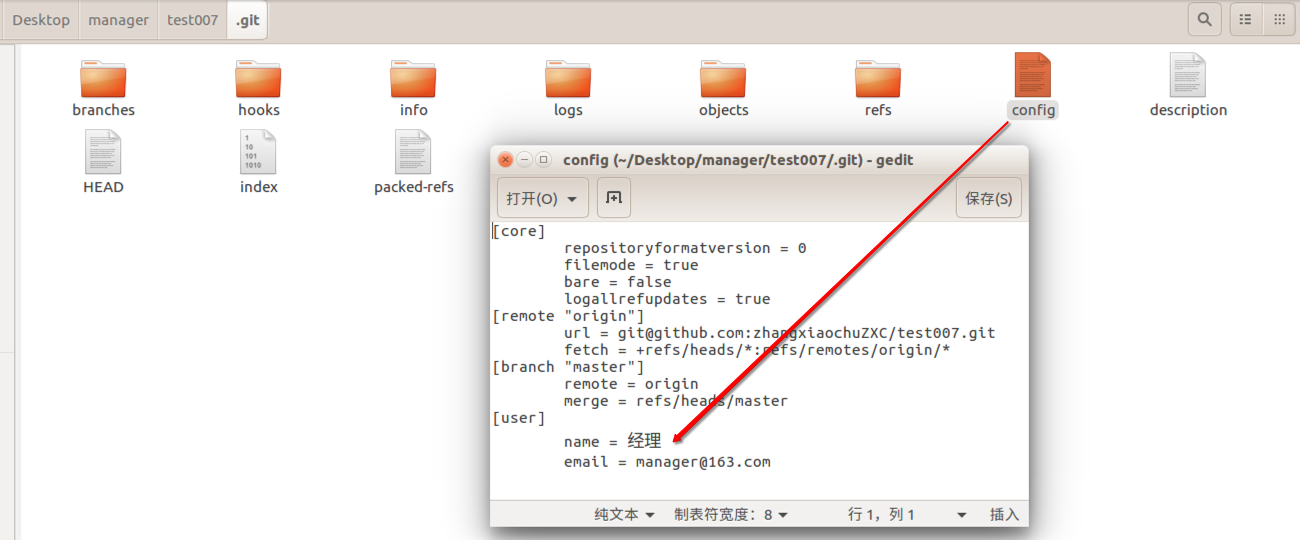 Desktop manager test007 .git
branches hooks info logs objects refs config description
HEAD index packed-refs
1
10
101
1010
config (~/Desktop/manager/test007/.git) - gedit
打开(O) 保存(S)
[core]
repositoryformatversion = 0
filemode = true
bare = false
logallrefupdates = true
[remote "origin"]
url = git@github.com:zhangxiaochuZXC/test007.git
fetch = +refs/heads/*:refs/remotes/origin/*
[branch "master"]
remote = origin
merge = refs/heads/master
[user]
name = 经理
email = manager@163.com
纯文本 制表符宽度：8 行 1，列 1 插入